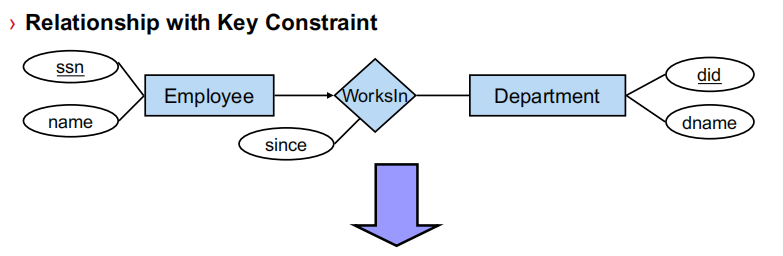 › Relationship with Key Constraint
ssn
name
Employee
WorksIn
since
Department
did
dname